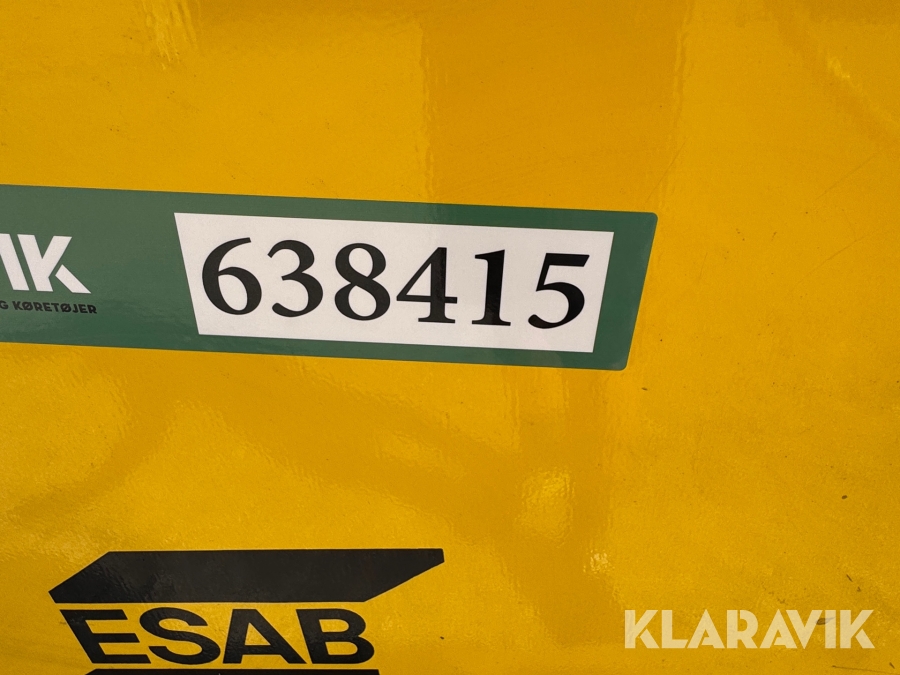 IK
638415
G KØRETØJER
ESAB
KLARAVIK